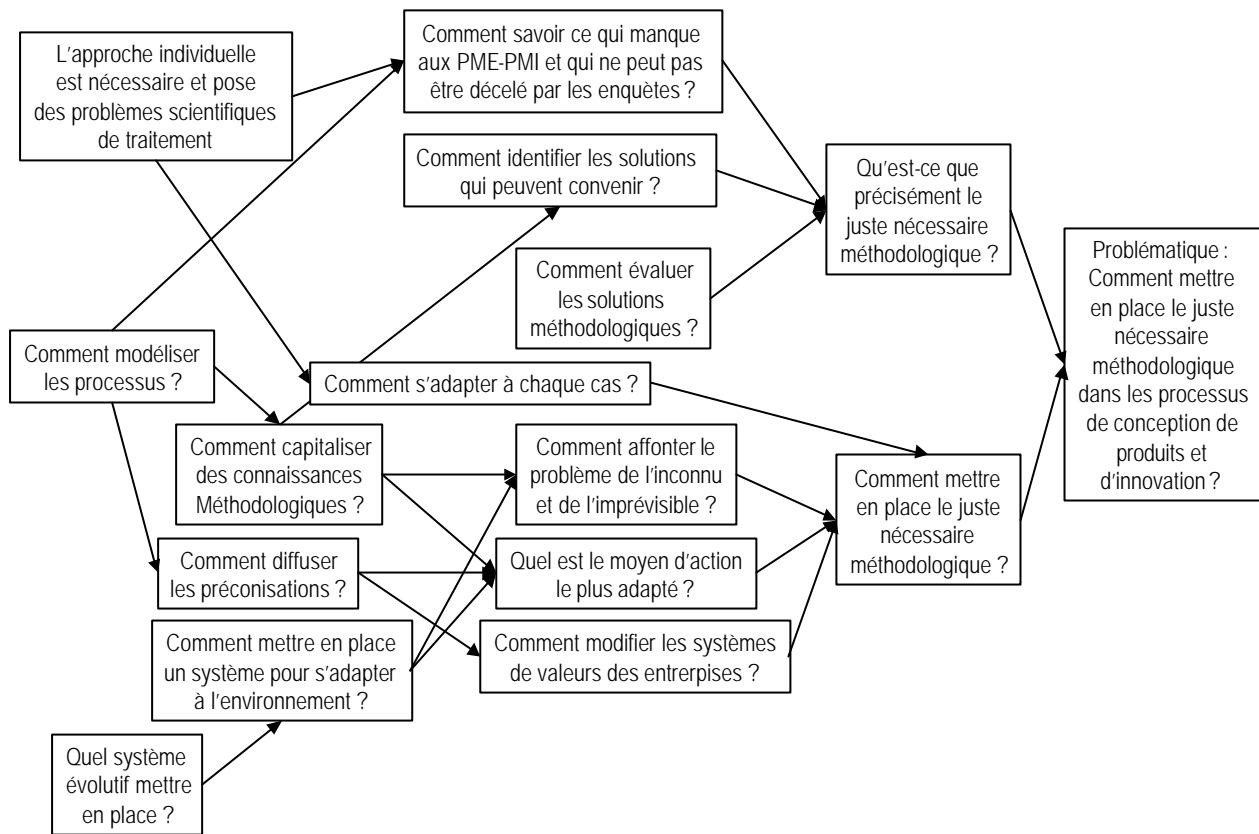 L'approche individuelle
est nécessaire et pose
des problèmes scientifiques
de traitement
Comment savoir ce qui manque
aux PME-PMI et qui ne peut pas
être décelé par les enquètes ?
Comment identifier les solutions
qui peuvent convenir ?
Qu'est-ce que
précisément le
juste nécessaire
méthodologique ?
Comment évaluer
les solutions
méthodologiques ?
Problématique :
Comment mettre
en place le juste
nécessaire
méthodologique
dans les processus
de conception de
produits et
d'innovation ?
Comment modéliser
les processus ?
Comment s'adapter à chaque cas ?
Comment capitaliser
des connaissances
Méthodologiques ?
Comment affonter le
problème de l'inconnu
et de l'imprévisible ?
Comment mettre
en place le juste
nécessaire
méthodologique ?
Comment diffuser
les préconisations ?
Quel est le moyen d'action
le plus adapté ?
Comment mettre en place
un système pour s'adapter
à l'environnement ?
Comment modifier les systèmes
de valeurs des entrerpises ?
Quel système
évolutif mettre
en place ?